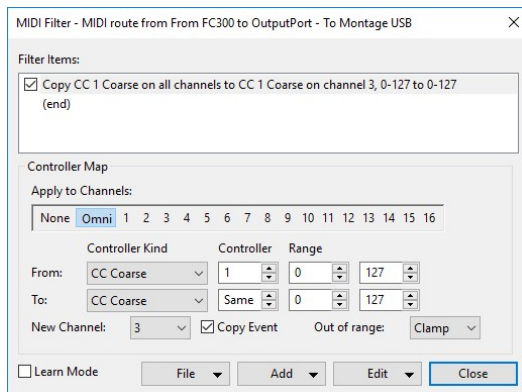 MIDI Filter - MIDI route from From FC300 to OutputPort - To Montage USB
Filter Items:
Copy CC 1 Coarse on all channels to CC 1 Coarse on channel 3, 0-127 to 0-127
(end)
Controller Map
Apply to Channels:
None Omni 1 2 3 4 5 6 7 8 9 10 11 12 13 14 15 16
Controller Kind Controller Range
From: CC Coarse 1 0 127
To: CC Coarse Same 0 127
New Channel: 3 Copy Event Out of range: Clamp
Learn Mode File Add Edit Close